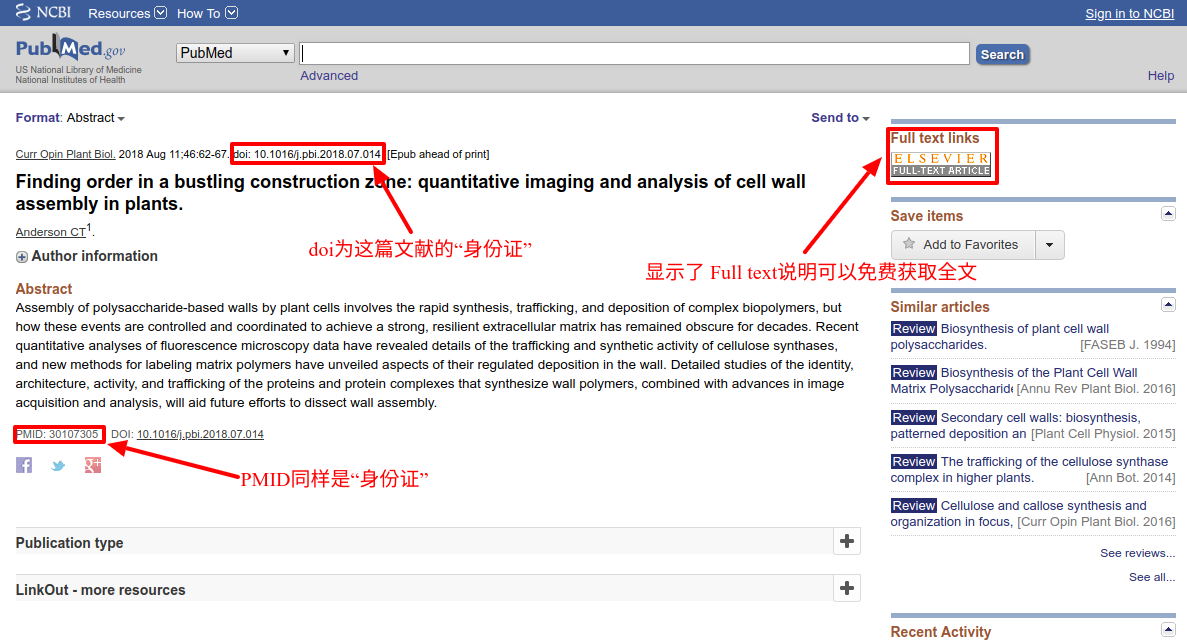 NCBI Resources How To Sign in to NCBI
PubMed.gov
US National Library of Medicine
National Institutes of Health
PubMed
Search
Advanced
Help
Format: Abstract
Send to
Curr Opin Plant Biol. 2018 Aug 11;46:62-67. doi: 10.1016/j.pbi.2018.07.014. [Epub ahead of print]
Finding order in a bustling construction zone: quantitative imaging and analysis of cell wall
assembly in plants.
Anderson CT1.
doi为这篇文献的“身份证”
Author information
Abstract
Assembly of polysaccharide-based walls by plant cells involves the rapid synthesis, trafficking, and deposition of complex biopolymers, but
how these events are controlled and coordinated to achieve a strong, resilient extracellular matrix has remained obscure for decades. Recent
quantitative analyses of fluorescence microscopy data have revealed details of the trafficking and synthetic activity of cellulose synthases,
and new methods for labeling matrix polymers have unveiled aspects of their regulated deposition in the wall. Detailed studies of the identity,
architecture, activity, and trafficking of the proteins and protein complexes that synthesize wall polymers, combined with advances in image
acquisition and analysis, will aid future efforts to dissect wall assembly.
PMID: 30107305 DOI: 10.1016/j.pbi.2018.07.014
PMID同样是“身份证”
Publication type
LinkOut - more resources
Full text links
ELSEVIER
FULL-TEXT ARTICLE
显示了 Full text说明可以免费获取全文
Save items
Add to Favorites
Similar articles
Review Biosynthesis of plant cell wall
polysaccharides. [FASEB J. 1994]
Review Biosynthesis of the Plant Cell Wall
Matrix Polysaccharide [Annu Rev Plant Biol. 2016]
Review Secondary cell walls: biosynthesis,
patterned deposition an [Plant Cell Physiol. 2015]
Review The trafficking of the cellulose synthase
complex in higher plants. [Ann Bot. 2014]
Review Cellulose and callose synthesis and
organization in focus, [Curr Opin Plant Biol. 2016]
See reviews...
See all...
Recent Activity